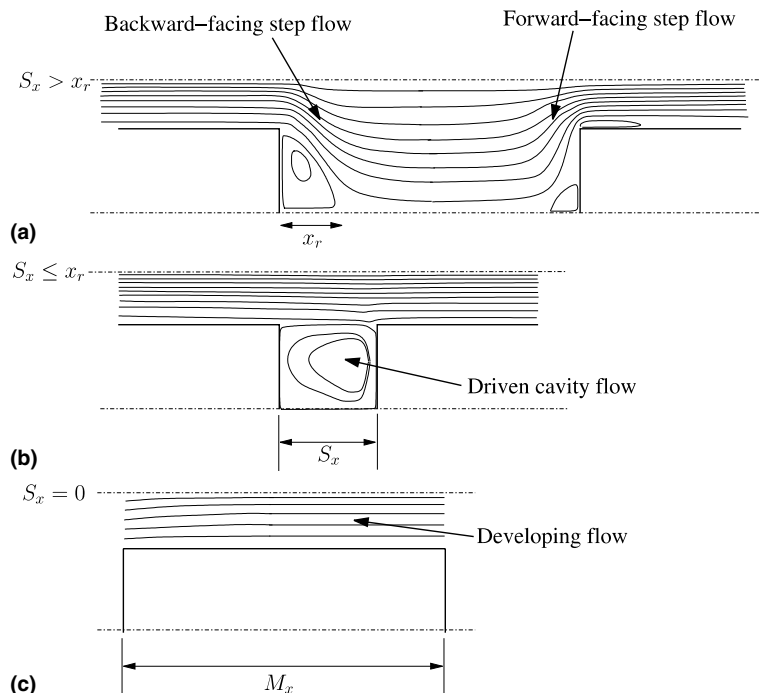 Backward–facing step flow
Forward–facing step flow
$S_x > x_r$
(a)
$x_r$
$S_x \leq x_r$
Driven cavity flow
(b)
$S_x$
$S_x = 0$
Developing flow
(c)
$M_x$